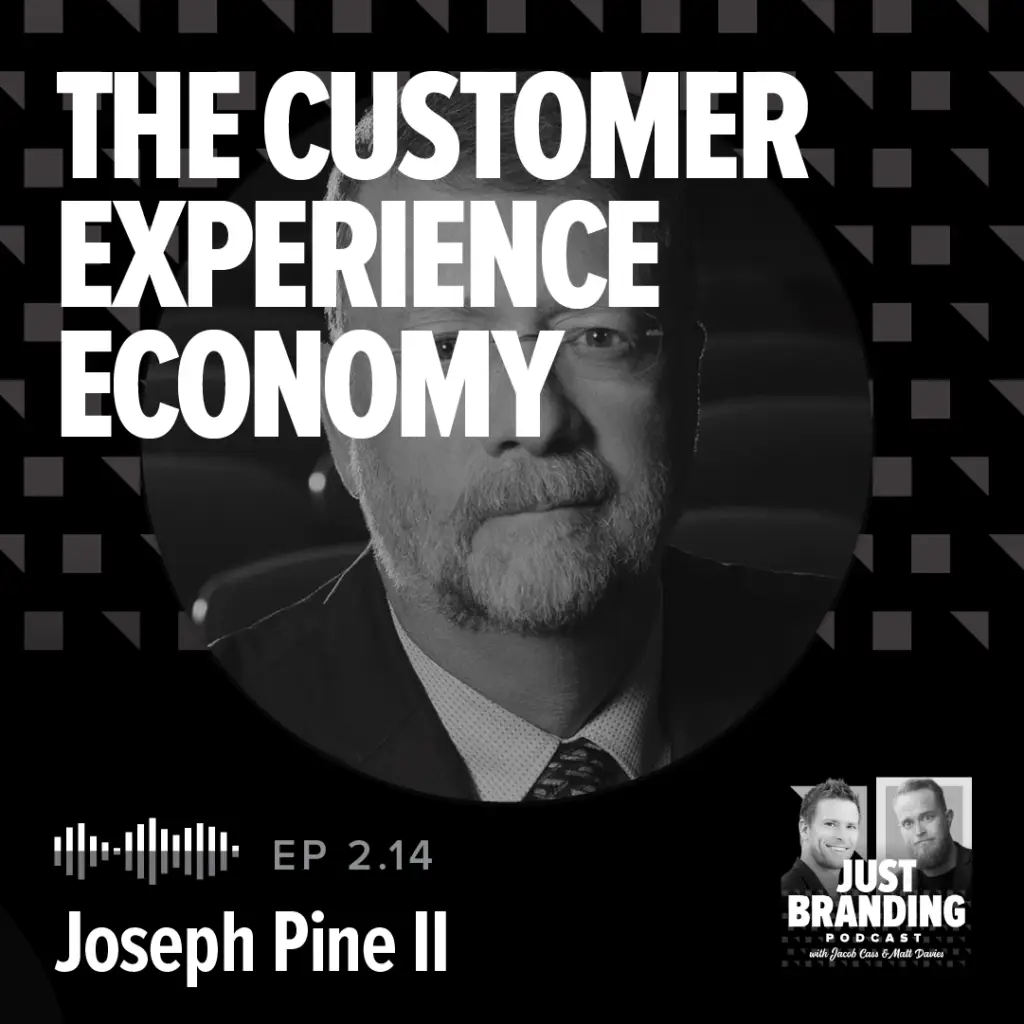 THE CUSTOMER
EXPERIENCE
ECONOMY
EP 2.14
Joseph Pine II
JUST
BRANDING
PODCAST
with Jacob Cass & Matt Davies